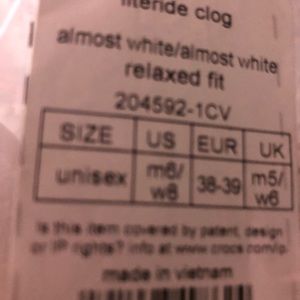 literide clog
almost white/almost white
relaxed fit
204592-1CV
SIZE US EUR UK
unisex m6/w8 38-39 m5/w6
Is this item covered by patent, design
or IP rights? info at www.crocs.com/ip
made in vietnam